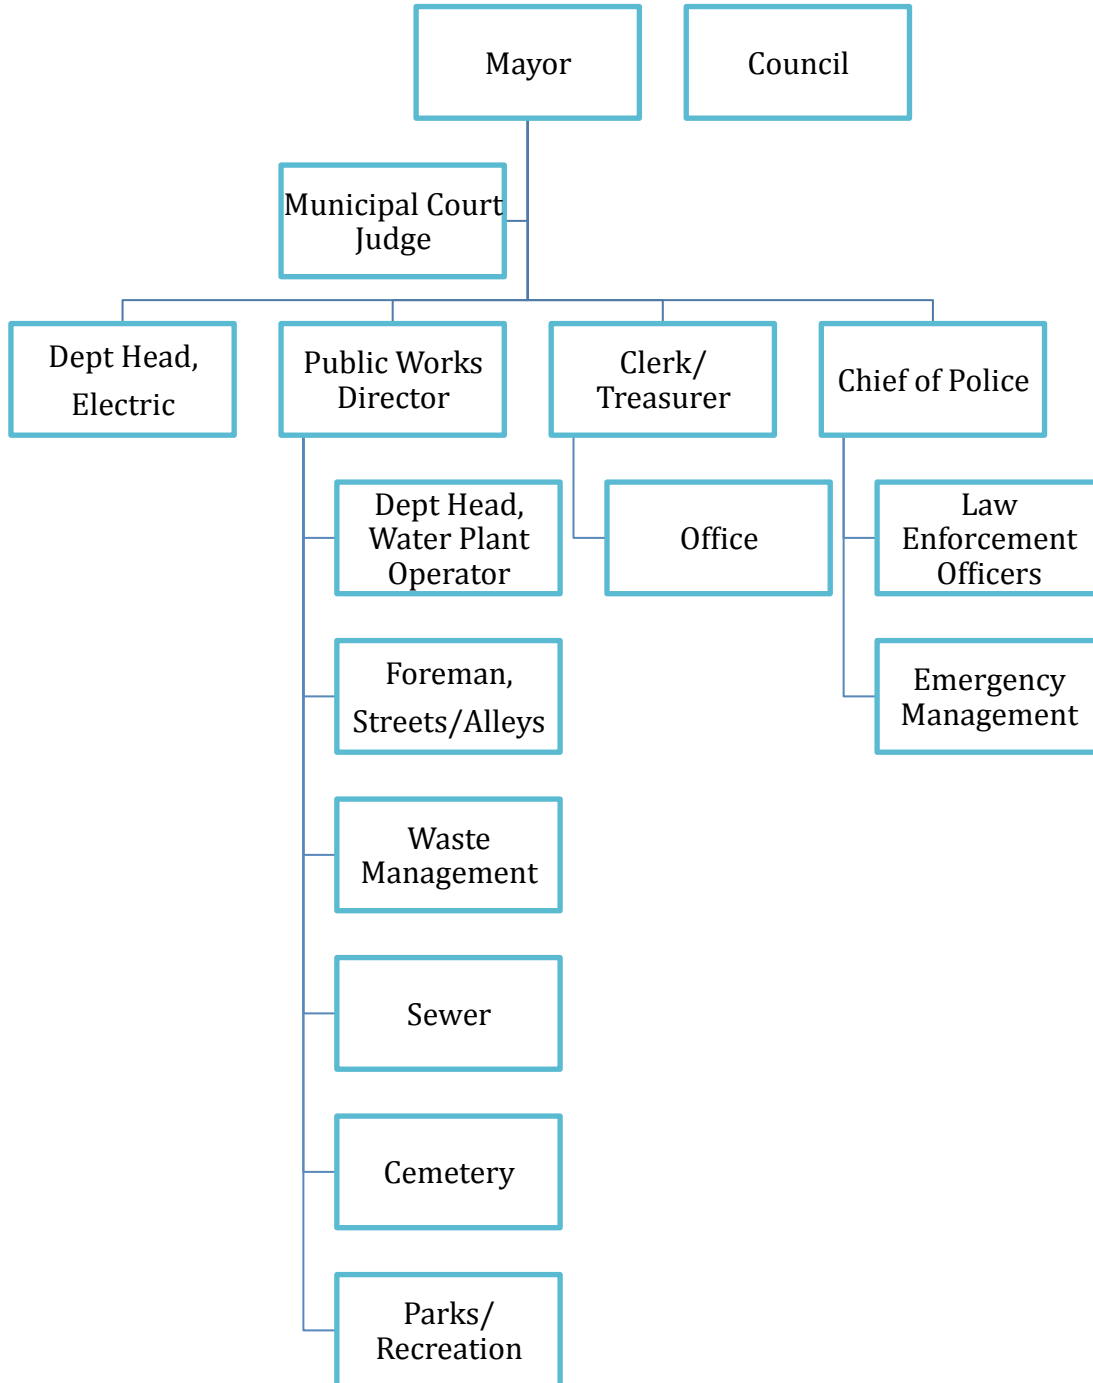 Mayor
Council
Municipal Court
Judge
Dept Head,
Electric
Public Works
Director
Clerk/
Treasurer
Chief of Police
Dept Head,
Water Plant
Operator
Office
Law
Enforcement
Officers
Foreman,
Streets/Alleys
Emergency
Management
Waste
Management
Sewer
Cemetery
Parks/
Recreation